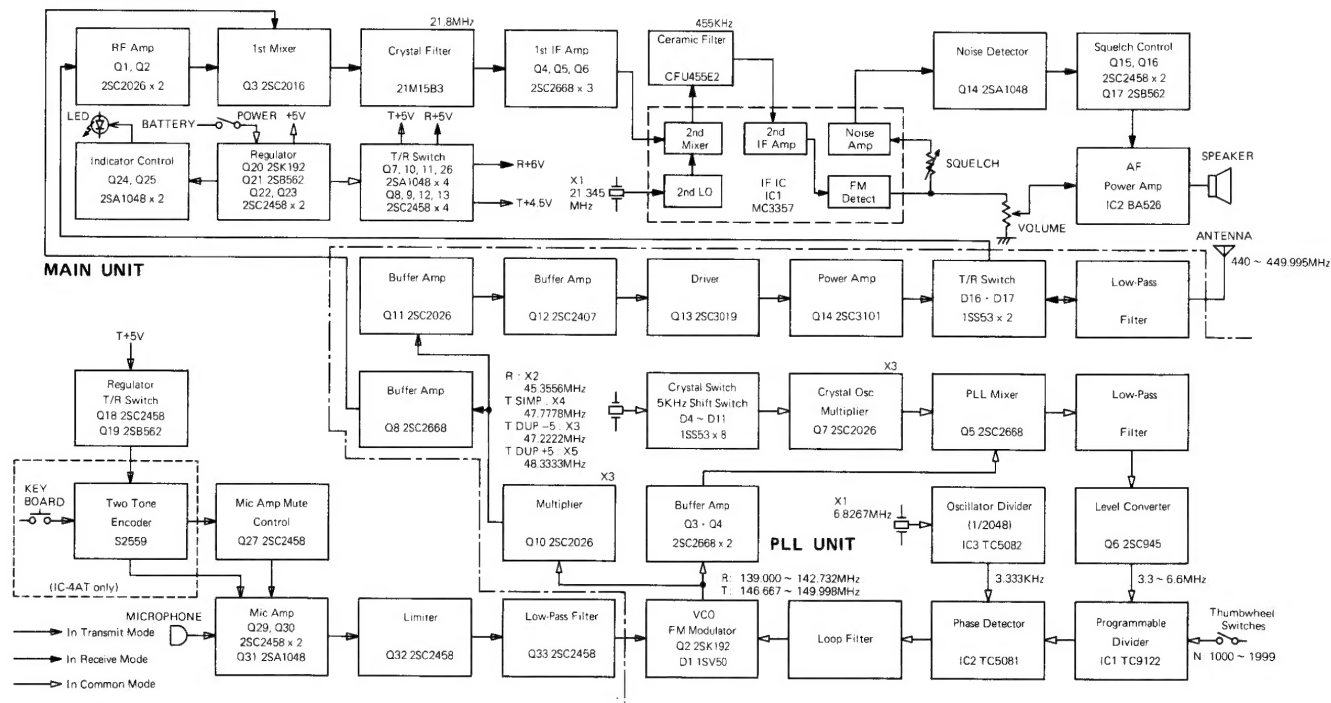 21.8MHz
RF Amp
Q1, Q2
2SC2026 x 2
1st Mixer
Q3 2SC2016
Crystal Filter
21M15B3
1st IF Amp
Q4, Q5, Q6
2SC2668 x 3
455KHz
Ceramic Filter
CFU455E2
Noise Detector
Q14 2SA1048
Squelch Control
Q15, Q16
2SC2458 x 2
Q17 2SB562
LED
BATTERY
POWER
+5V
T+5V
R+5V
Indicator Control
Q24, Q25
2SA1048 x 2
Regulator
Q20 2SK192
Q21 2SB562
Q22, Q23
2SC2458 x 2
T/R Switch
Q7, 10, 11, 26
2SA1048 x 4
Q8, 9, 12, 13
2SC2458 x 4
R+6V
T+4.5V
X1
21.345
MHz
2nd
Mixer
2nd LO
2nd
IF Amp
IF IC
IC1
MC3357
Noise
Amp
FM
Detect
SQUELCH
VOLUME
AF
Power Amp
IC2 BA526
SPEAKER
ANTENNA
440 ~ 449.995MHz
MAIN UNIT
Buffer Amp
Q11 2SC2026
Buffer Amp
Q12 2SC2407
Driver
Q13 2SC3019
Power Amp
Q14 2SC3101
T/R Switch
D16 · D17
1SS53 x 2
Low-Pass
Filter
T+5V
Regulator
T/R Switch
Q18 2SC2458
Q19 2SB562
Buffer Amp
Q8 2SC2668
R : X2
45.3556MHz
T SIMP : X4
47.7778MHz
T DUP -5 : X3
47.2222MHz
T DUP +5 : X5
48.3333MHz
Crystal Switch
5KHz Shift Switch
D4 ~ D11
1SS53 x 8
X3
Crystal Osc
Multiplier
Q7 2SC2026
PLL Mixer
Q5 2SC2668
Low-Pass
Filter
KEY
BOARD
Two Tone
Encoder
S2559
(IC-4AT only)
Mic Amp Mute
Control
Q27 2SC2458
X3
Multiplier
Q10 2SC2026
Buffer Amp
Q3 · Q4
2SC2668 x 2
PLL UNIT
X1
6.8267MHz
Oscillator Divider
(1/2048)
IC3 TC5082
Level Converter
Q6 2SC945
3.333KHz
3.3 ~ 6.6MHz
R: 139.000 ~ 142.732MHz
T: 146.667 ~ 149.998MHz
MICROPHONE
Mic Amp
Q29, Q30
2SC2458 x 2
Q31 2SA1048
Limiter
Q32 2SC2458
Low-Pass Filter
Q33 2SC2458
VCO
FM Modulator
Q2 2SK192
D1 1SV50
Loop Filter
Phase Detector
IC2 TC5081
Programmable
Divider
IC1 TC9122
Thumbwheel
Switches
N 1000 ~ 1999
In Transmit Mode
In Receive Mode
In Common Mode